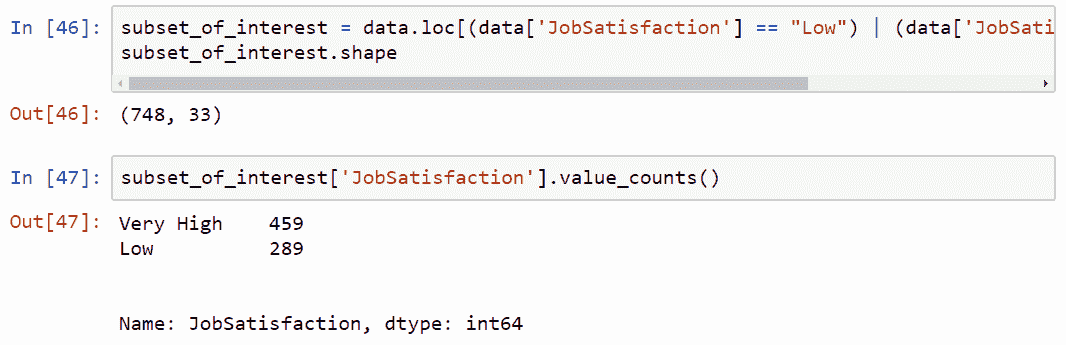 In [46]: subset_of_interest = data.loc[(data['JobSatisfaction'] == "Low") | (data['JobSati
subset_of_interest.shape
Out[46]: (748, 33)
In [47]: subset_of_interest['JobSatisfaction'].value_counts()
Out[47]: Very High    459
Low          289
Name: JobSatisfaction, dtype: int64